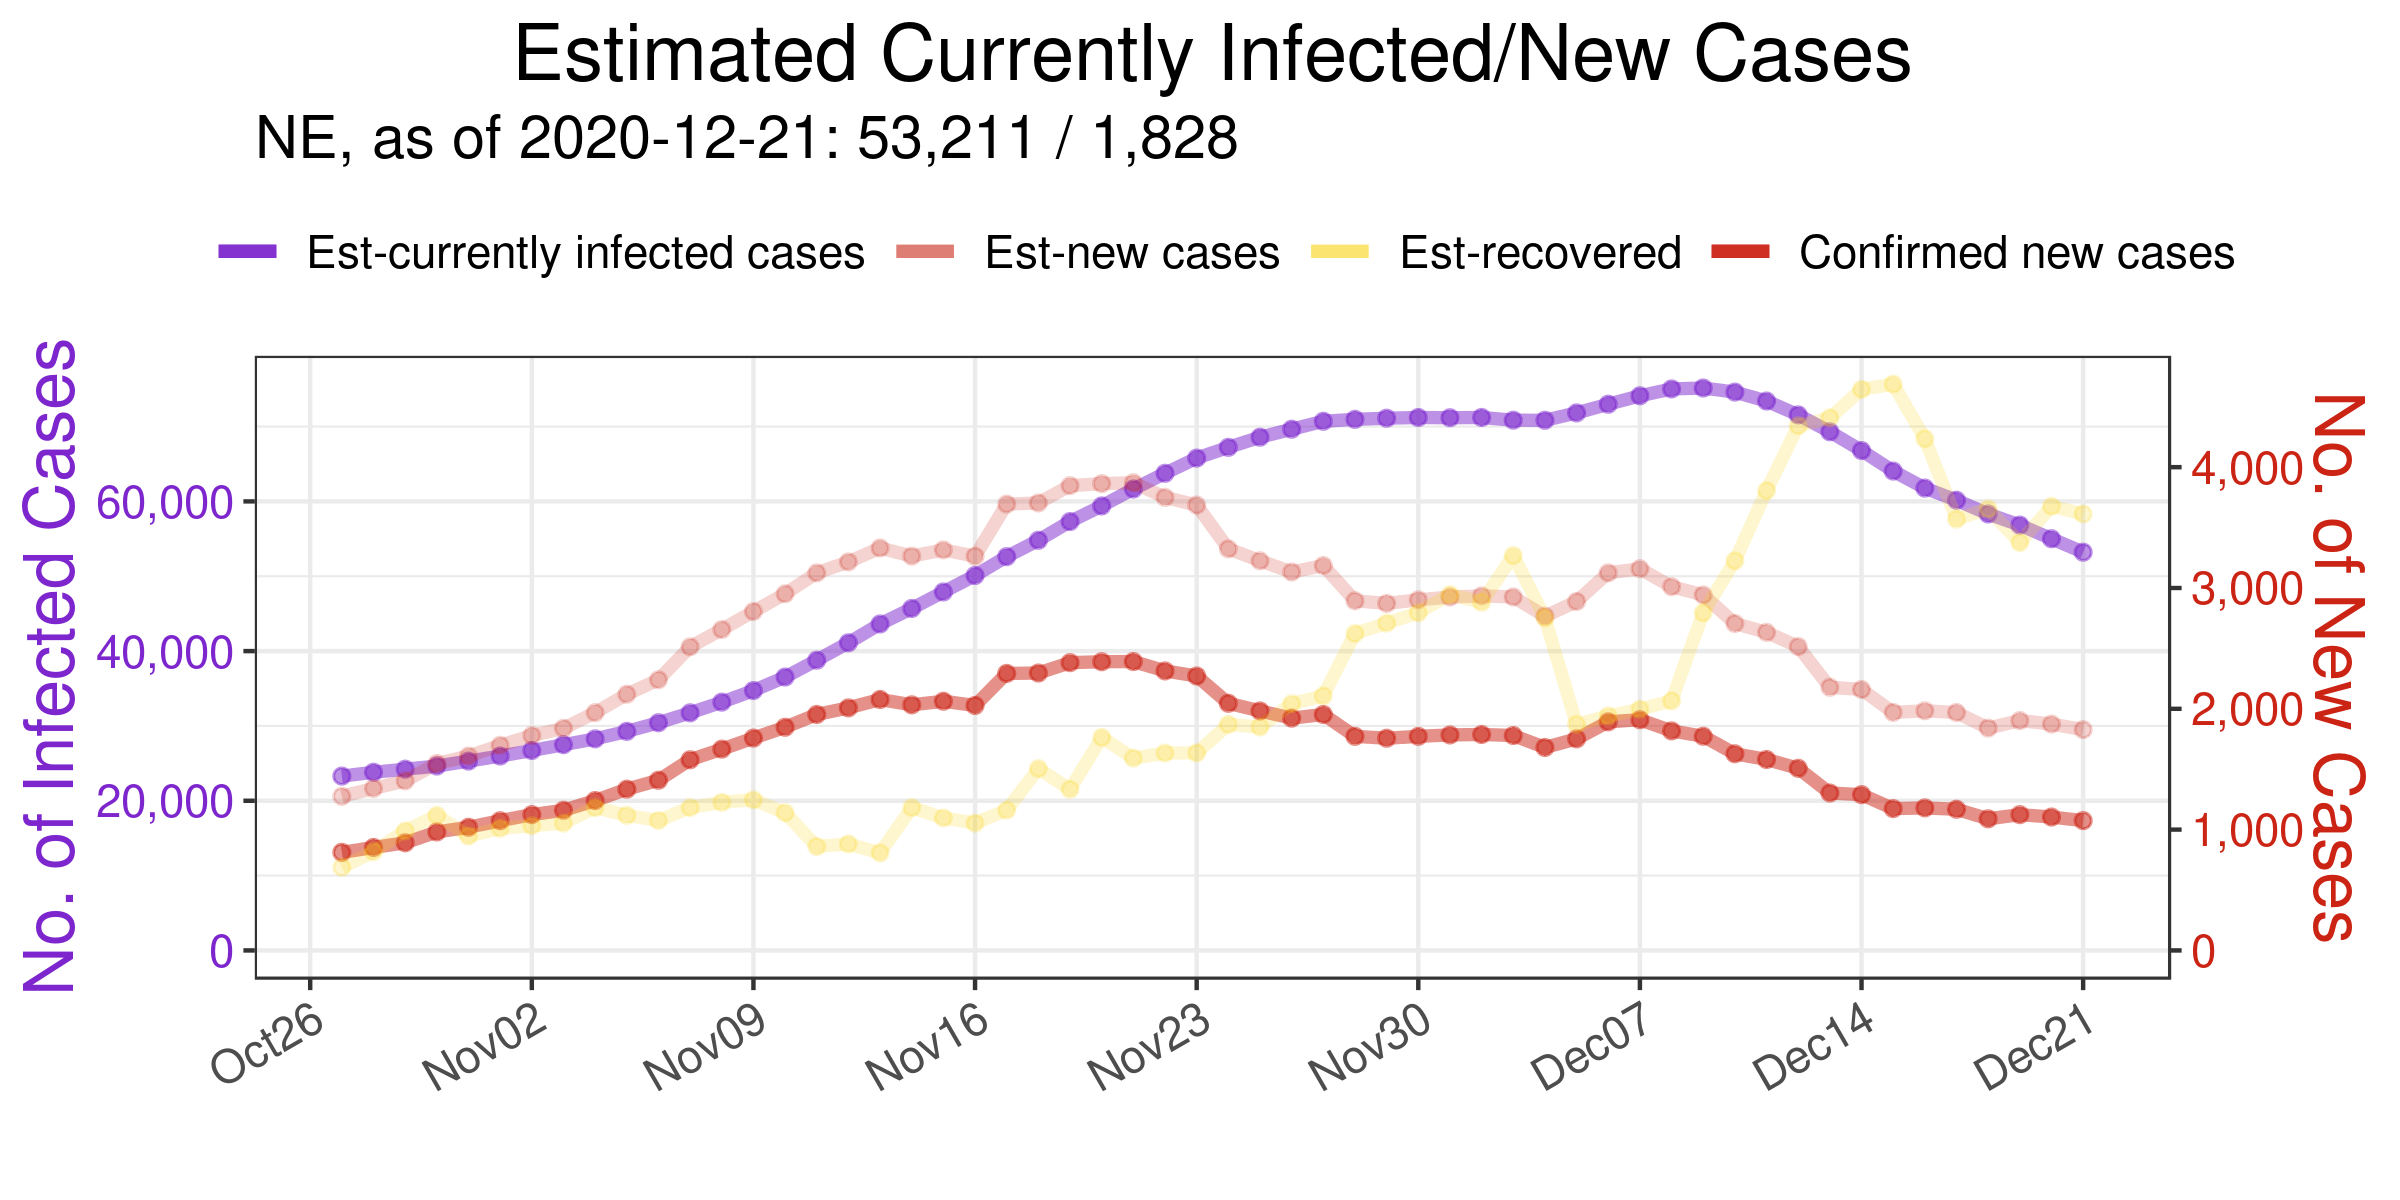 Estimated Currently Infected/New Cases
NE, as of 2020-12-21: 53,211 / 1,828
Est-currently infected cases Est-new cases Est-recovered Confirmed new cases
No. of Infected Cases
60,000
40,000
20,000
0
4,000
3,000
2,000
1,000
0
No. of New Cases
Oct26 Nov02 Nov09 Nov16 Nov23 Nov30 Dec07 Dec14 Dec21